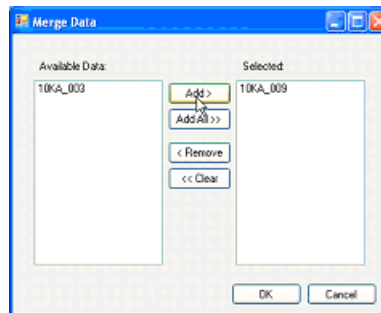 Merge Data
Available Data:
Selected:
10KA_003
Add >
10KA_009
Add All >>
< Remove
<< Clear
OK
Cancel